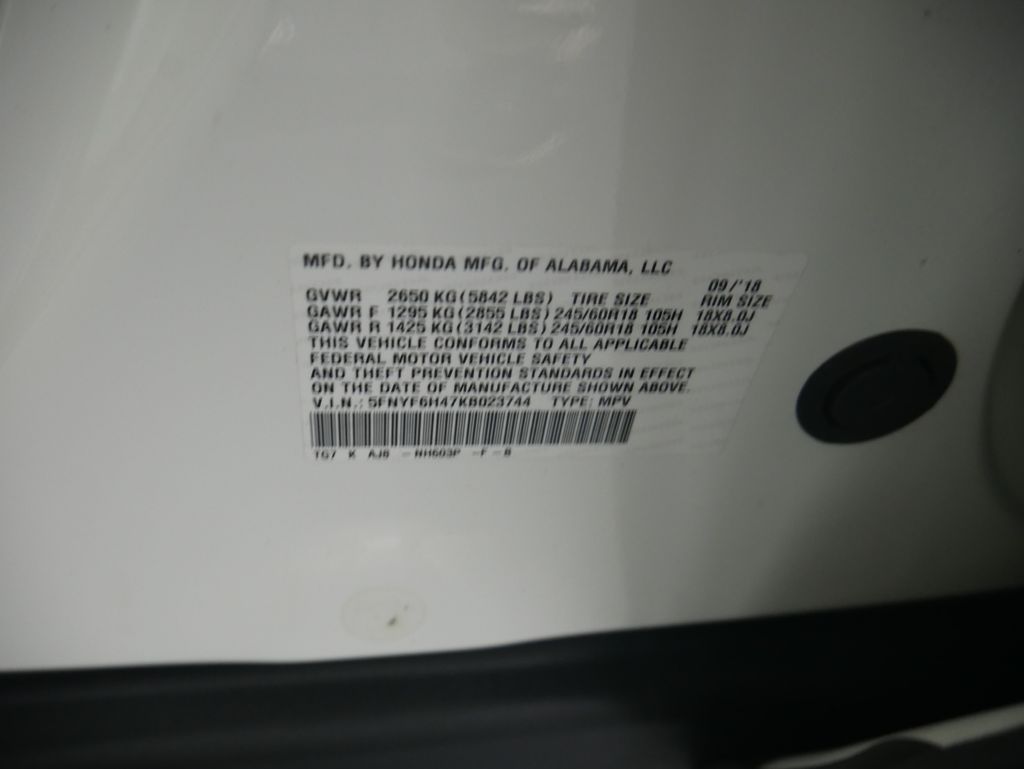 MFD. BY HONDA MFG. OF ALABAMA, LLC
09/'18
GVWR 2650 KG (5842 LBS) TIRE SIZE RIM SIZE
GAWR F 1295 KG (2855 LBS) 245/60R18 105H 18X8.0J
GAWR R 1425 KG (3142 LBS) 245/60R18 105H 18X8.0J
THIS VEHICLE CONFORMS TO ALL APPLICABLE
FEDERAL MOTOR VEHICLE SAFETY
AND THEFT PREVENTION STANDARDS IN EFFECT
ON THE DATE OF MANUFACTURE SHOWN ABOVE.
V.I.N.: 5FNYF6H47KB023744 TYPE: MPV
TG7 K AJ8 - NH603P - F - B